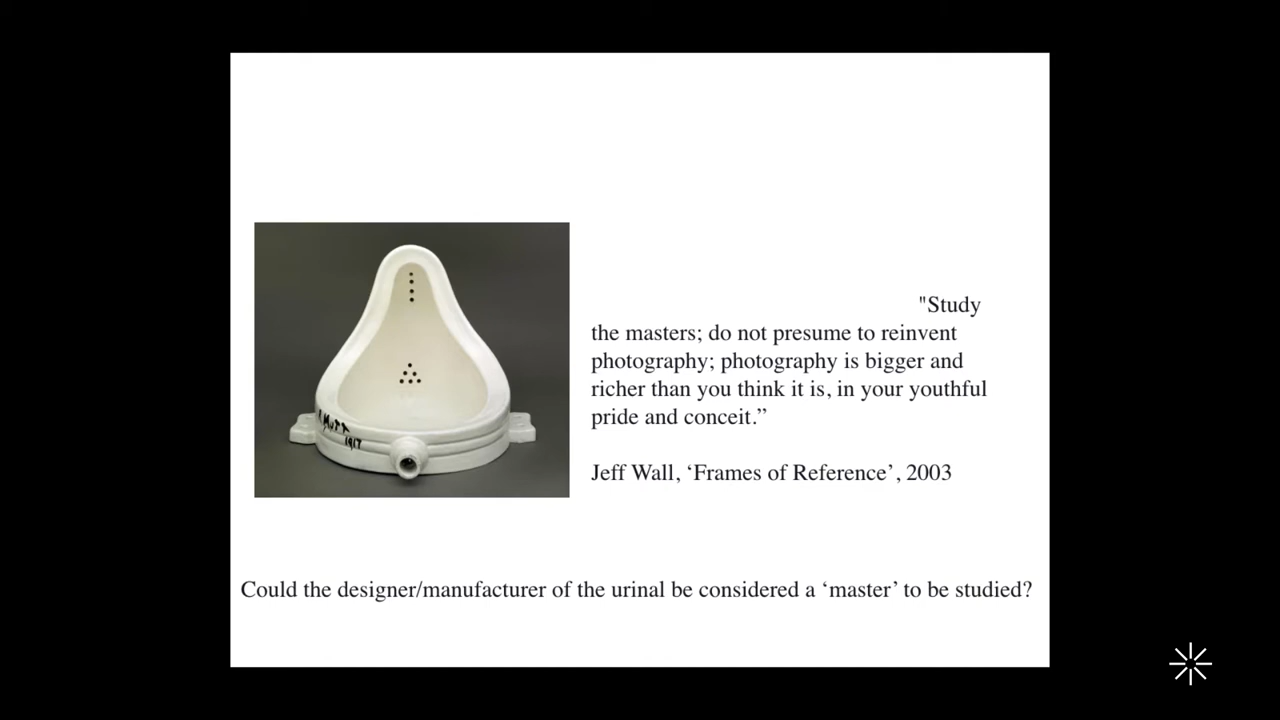 R. MUTT
1917
"Study
the masters; do not presume to reinvent
photography; photography is bigger and
richer than you think it is, in your youthful
pride and conceit.”
Jeff Wall, ‘Frames of Reference’, 2003
Could the designer/manufacturer of the urinal be considered a ‘master’ to be studied?